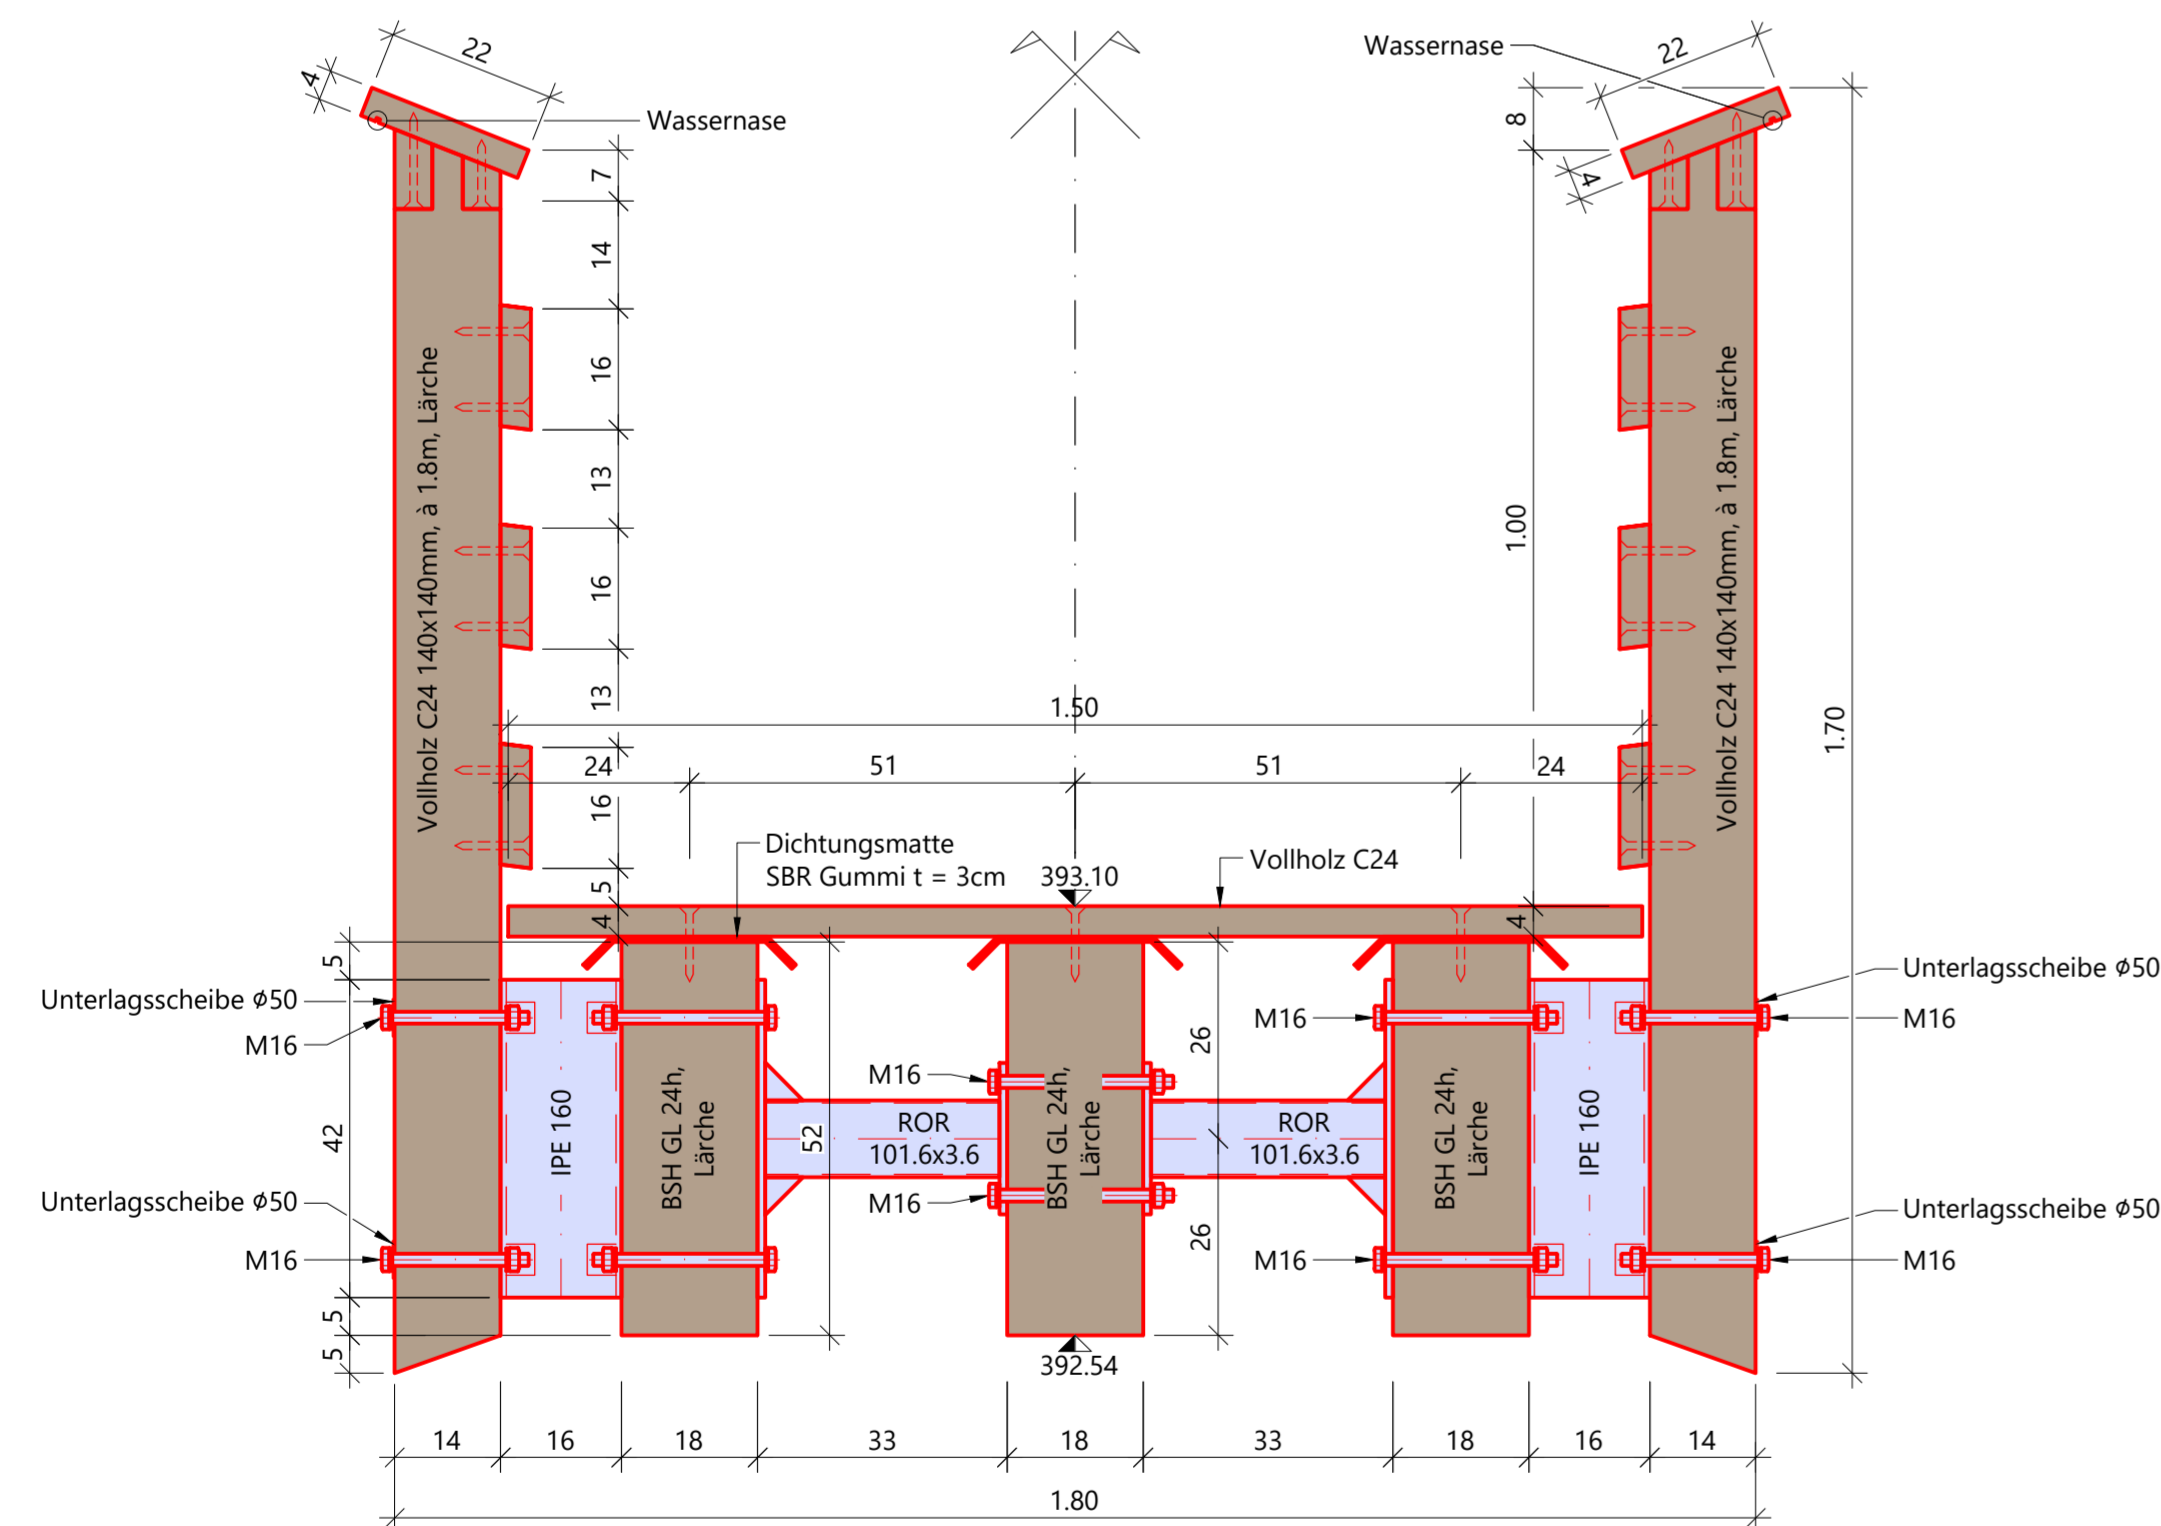 22
4
Wassernase
7
14
16
13
16
13
16
5
4
Wassernase
22
8
4
1.00
1.70
Vollholz C24 140x140mm, à 1.8m, Lärche
Vollholz C24 140x140mm, à 1.8m, Lärche
1.50
24
51
51
24
Dichtungsmatte
SBR Gummi t = 3cm
393.10
Vollholz C24
4
5
42
5
5
Unterlagsscheibe ϕ50
M16
Unterlagsscheibe ϕ50
M16
IPE 160
BSH GL 24h,
Lärche
52
ROR
101.6x3.6
M16
M16
BSH GL 24h,
Lärche
26
26
ROR
101.6x3.6
M16
M16
BSH GL 24h,
Lärche
IPE 160
Unterlagsscheibe ϕ50
M16
Unterlagsscheibe ϕ50
M16
392.54
14
16
18
33
18
33
18
16
14
1.80